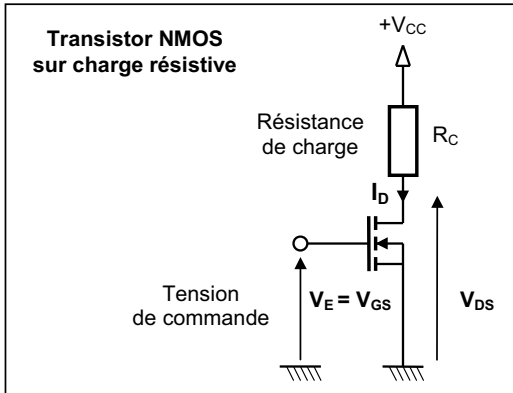 Transistor NMOS
sur charge résistive
+VCC
Résistance
de charge
RC
ID
Tension
de commande
VE = VGS
VDS